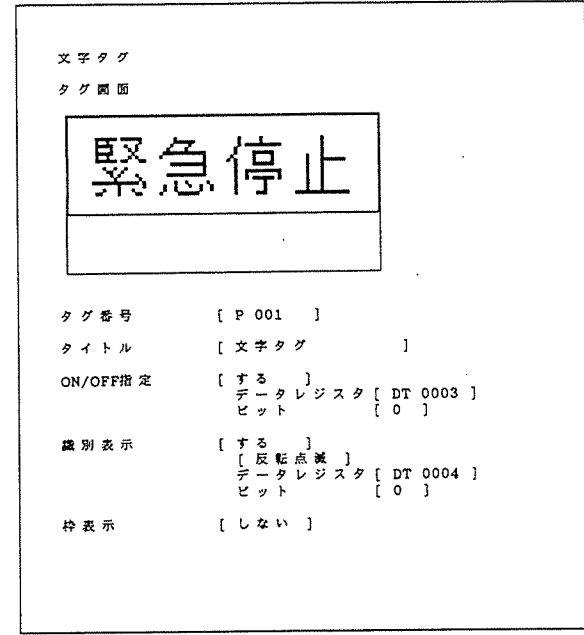 文字タグ
タグ画面
緊急停止
タグ番号 [ P 001 ]
タイトル [ 文字タグ ]
ON/OFF指定 [ する ]
データレジスタ[ DT 0003 ]
ビット [ 0 ]
識別表示 [ する ]
[ 反転点滅 ]
データレジスタ[ DT 0004 ]
ビット [ 0 ]
枠表示 [ しない ]